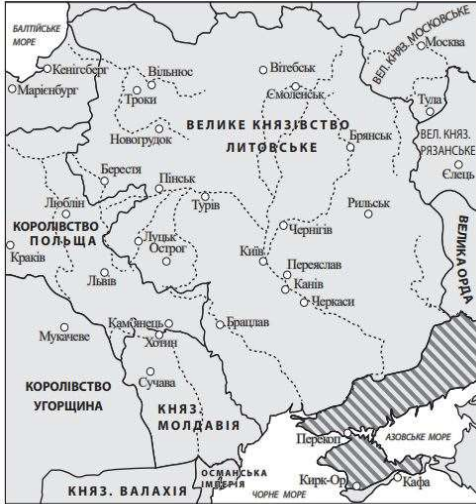 БАЛТІЙСЬКЕ
МОРЕ
ВЕЛ. КНЯЗ. МОСКОВСЬКЕ
Москва
Кенігсберг
Марієнбург
Вільнюс
Троки
Вітебськ
Смоленськ
Тула
Новогрудок
ВЕЛИКЕ КНЯЗІВСТВО
ЛИТОВСЬКЕ
Брянськ
ВЕЛ. КНЯЗ.
РЯЗАНСЬКЕ
Єлець
Берестя
Пінськ
Турів
Люблін
Рильськ
КОРОЛІВСТВО
ПОЛЬЩА
Луцьк
Острог
Чернігів
Краків
Київ
ВЕЛИКА ОРДА
Львів
Переяслав
Канів
Черкаси
Мукачеве
Кам'янець
Хотин
Брацлав
КОРОЛІВСТВО
УГОРЩИНА
Сучава
КНЯЗ.
МОЛДАВІЯ
Перекоп
АЗОВСЬКЕ МОРЕ
ОСМАНСЬКА
ІМПЕРІЯ
КНЯЗ. ВАЛАХІЯ
ЧОРНЕ МОРЕ
Кирк-Ор
Кафа